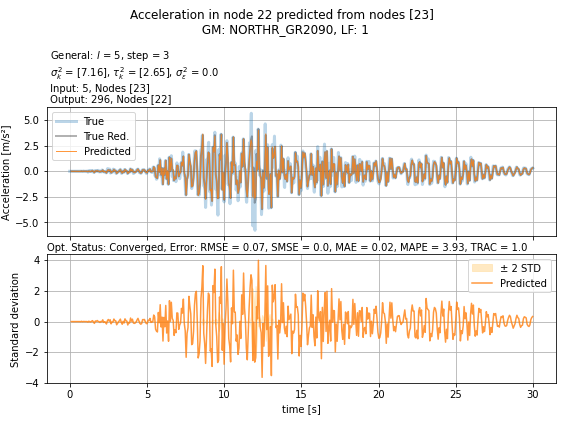 Acceleration in node 22 predicted from nodes [23]
GM: NORTHR_GR2090, LF: 1
General: l = 5, step = 3
σ²ₖ = [7.16], τ²ₖ = [2.65], σ²ε = 0.0
Input: 5, Nodes [23]
Output: 296, Nodes [22]
Acceleration [m/s²]
5.0
2.5
0.0
−2.5
−5.0
True
True Red.
Predicted
Opt. Status: Converged, Error: RMSE = 0.07, SMSE = 0.0, MAE = 0.02, MAPE = 3.93, TRAC = 1.0
Standard deviation
4
2
0
−2
−4
± 2 STD
Predicted
0
5
10
15
20
25
30
time [s]